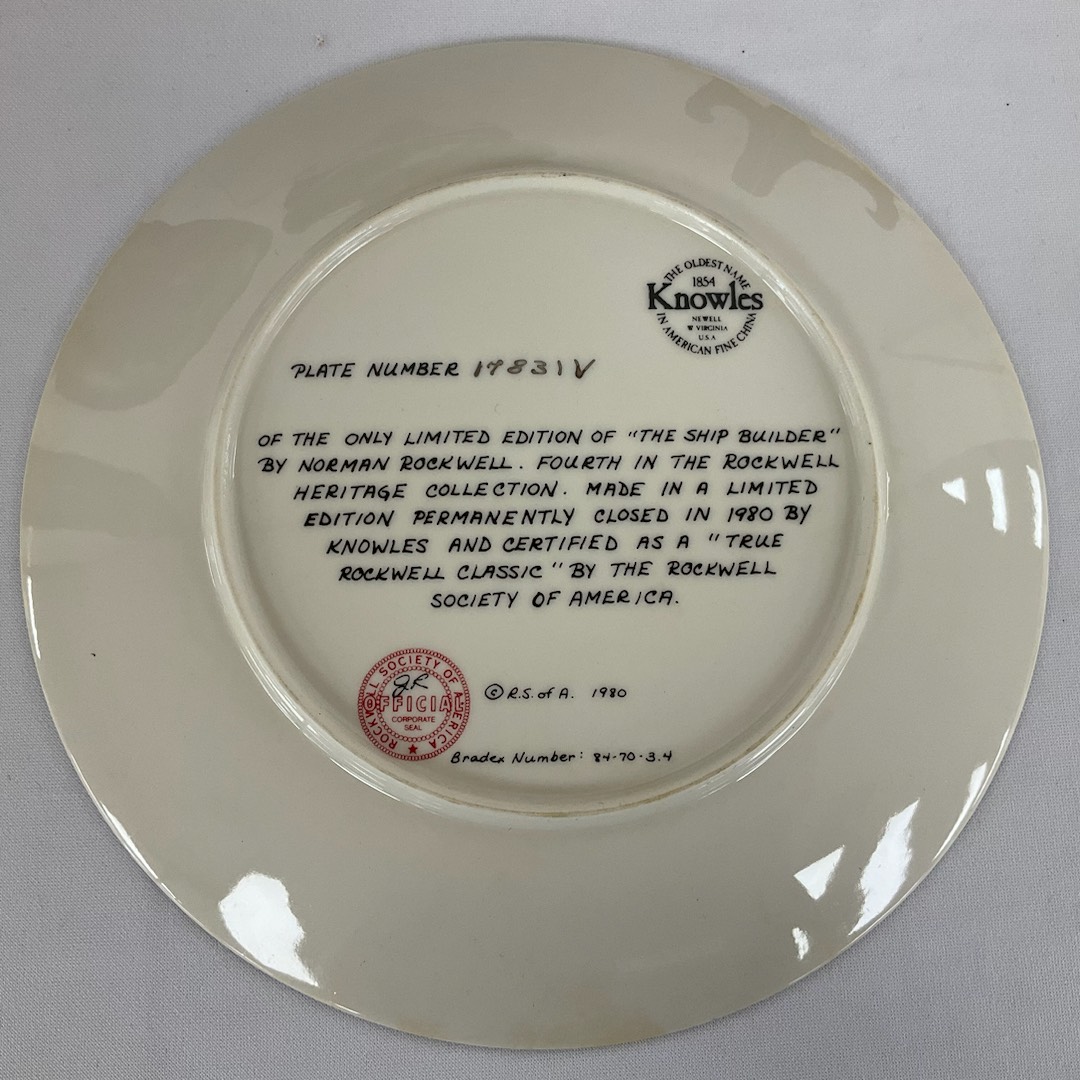 THE OLDEST NAME
1854
Knowles
NEWELL
W VIRGINIA
U.S.A
IN AMERICAN FINE CHINA
PLATE NUMBER 17831V
OF THE ONLY LIMITED EDITION OF "THE SHIP BUILDER"
BY NORMAN ROCKWELL. FOURTH IN THE ROCKWELL
HERITAGE COLLECTION. MADE IN A LIMITED
EDITION PERMANENTLY CLOSED IN 1980 BY
KNOWLES AND CERTIFIED AS A "TRUE
ROCKWELL CLASSIC" BY THE ROCKWELL
SOCIETY OF AMERICA.
ROCKWELL SOCIETY OF AMERICA
OFFICIAL
CORPORATE
SEAL
© R.S. of A. 1980
Bradex Number: 84-70-3.4